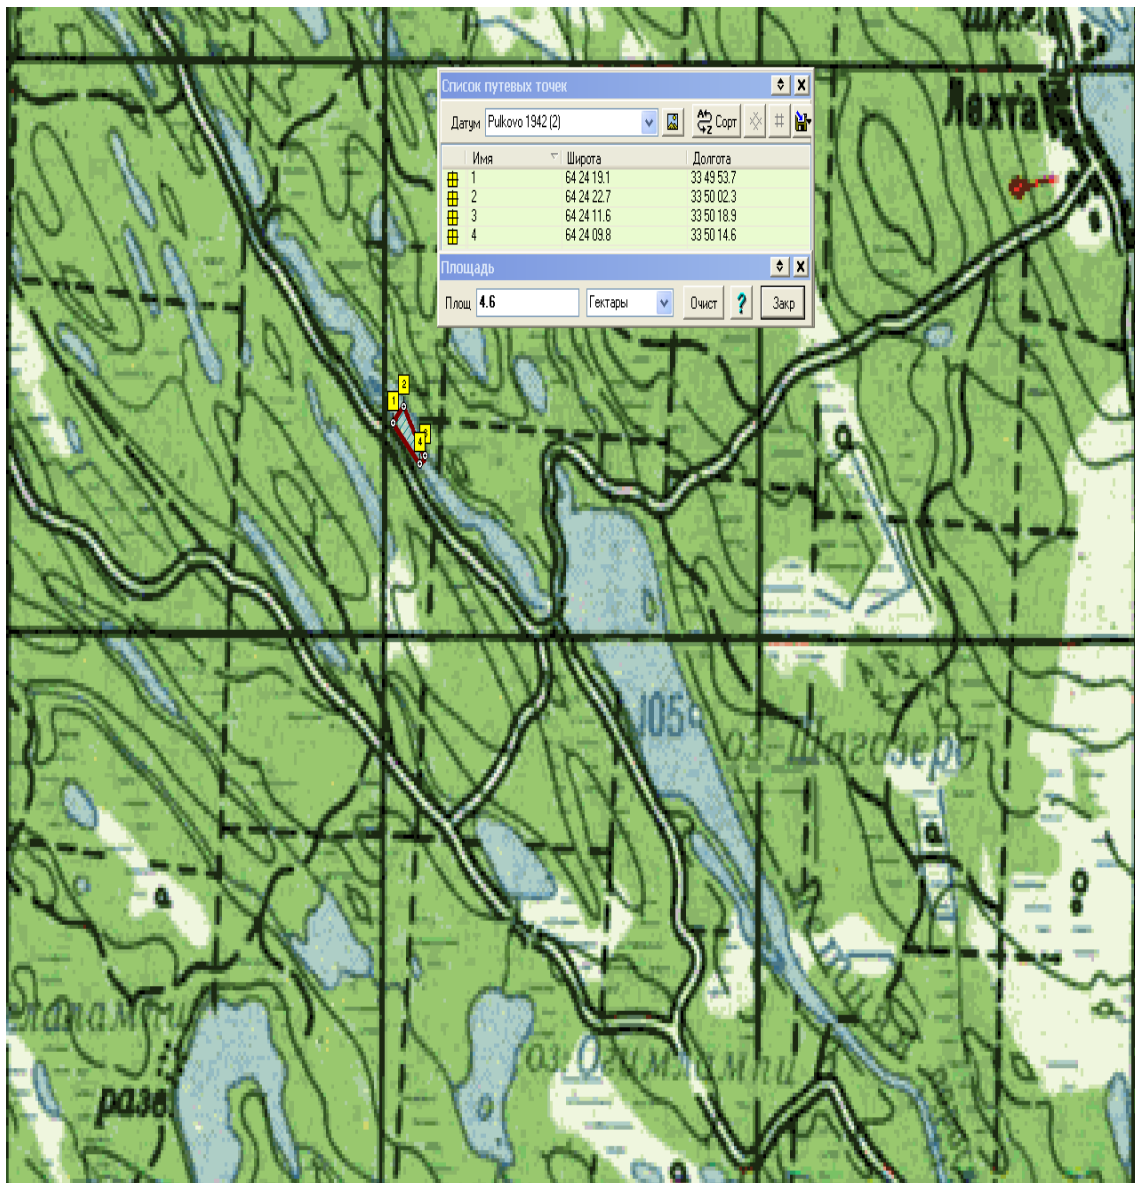 Список путевых точек
Лехта
Датум Pulkovo 1942 (2) Сорт
Имя Широта Долгота
1 64 24 19.1 33 49 53.7
2 64 24 22.7 33 50 02.3
3 64 24 11.6 33 50 18.9
4 64 24 09.8 33 50 14.6
Площадь
Площ 4.6 Гектары Очист ? Закр
2
1
3
4
105
оз. Шагозеро
оз. Огимлампи
разв.